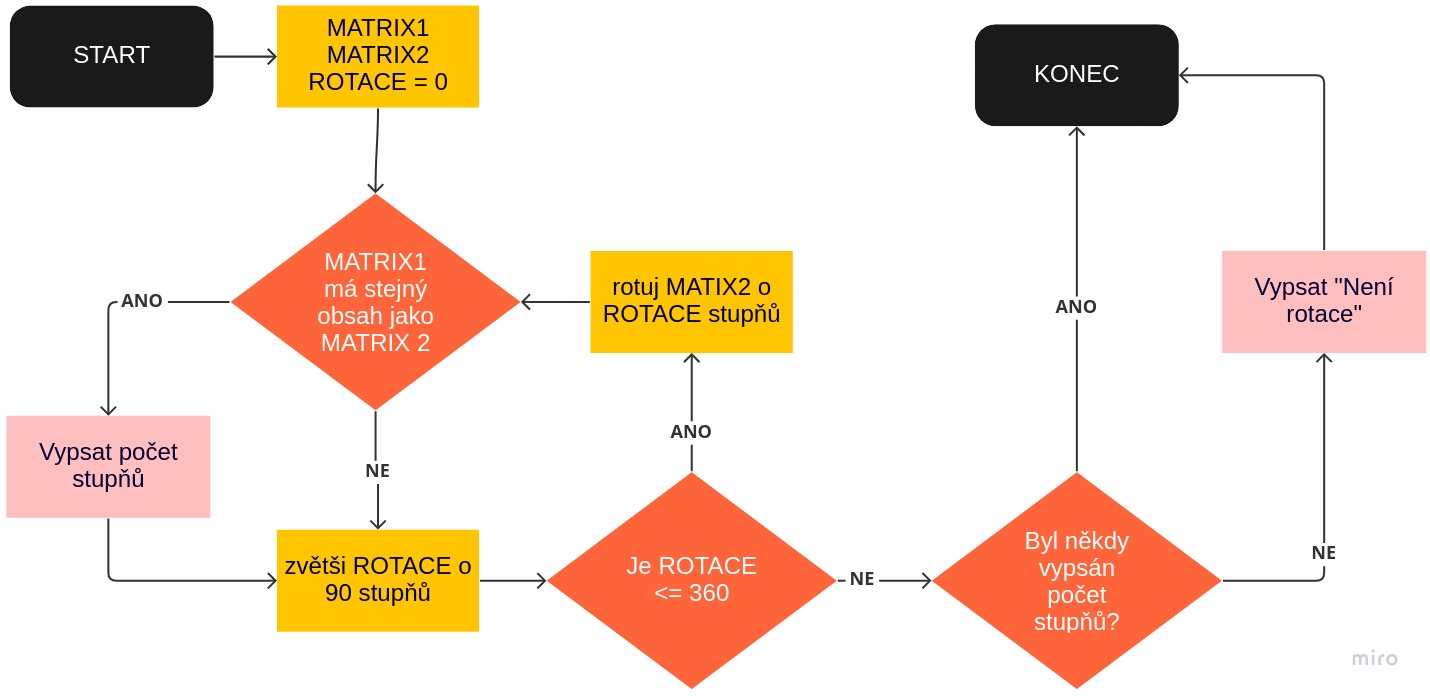 START
MATRIX1
MATRIX2
ROTACE = 0
MATRIX1
má stejný
obsah jako
MATRIX 2
ANO
Vypsat počet
stupňů
NE
zvětši ROTACE o
90 stupňů
Je ROTACE
<= 360
ANO
rotuj MATIX2 o
ROTACE stupňů
NE
Byl někdy
vypsán
počet
stupňů?
ANO
KONEC
NE
Vypsat "Není
rotace"
miro